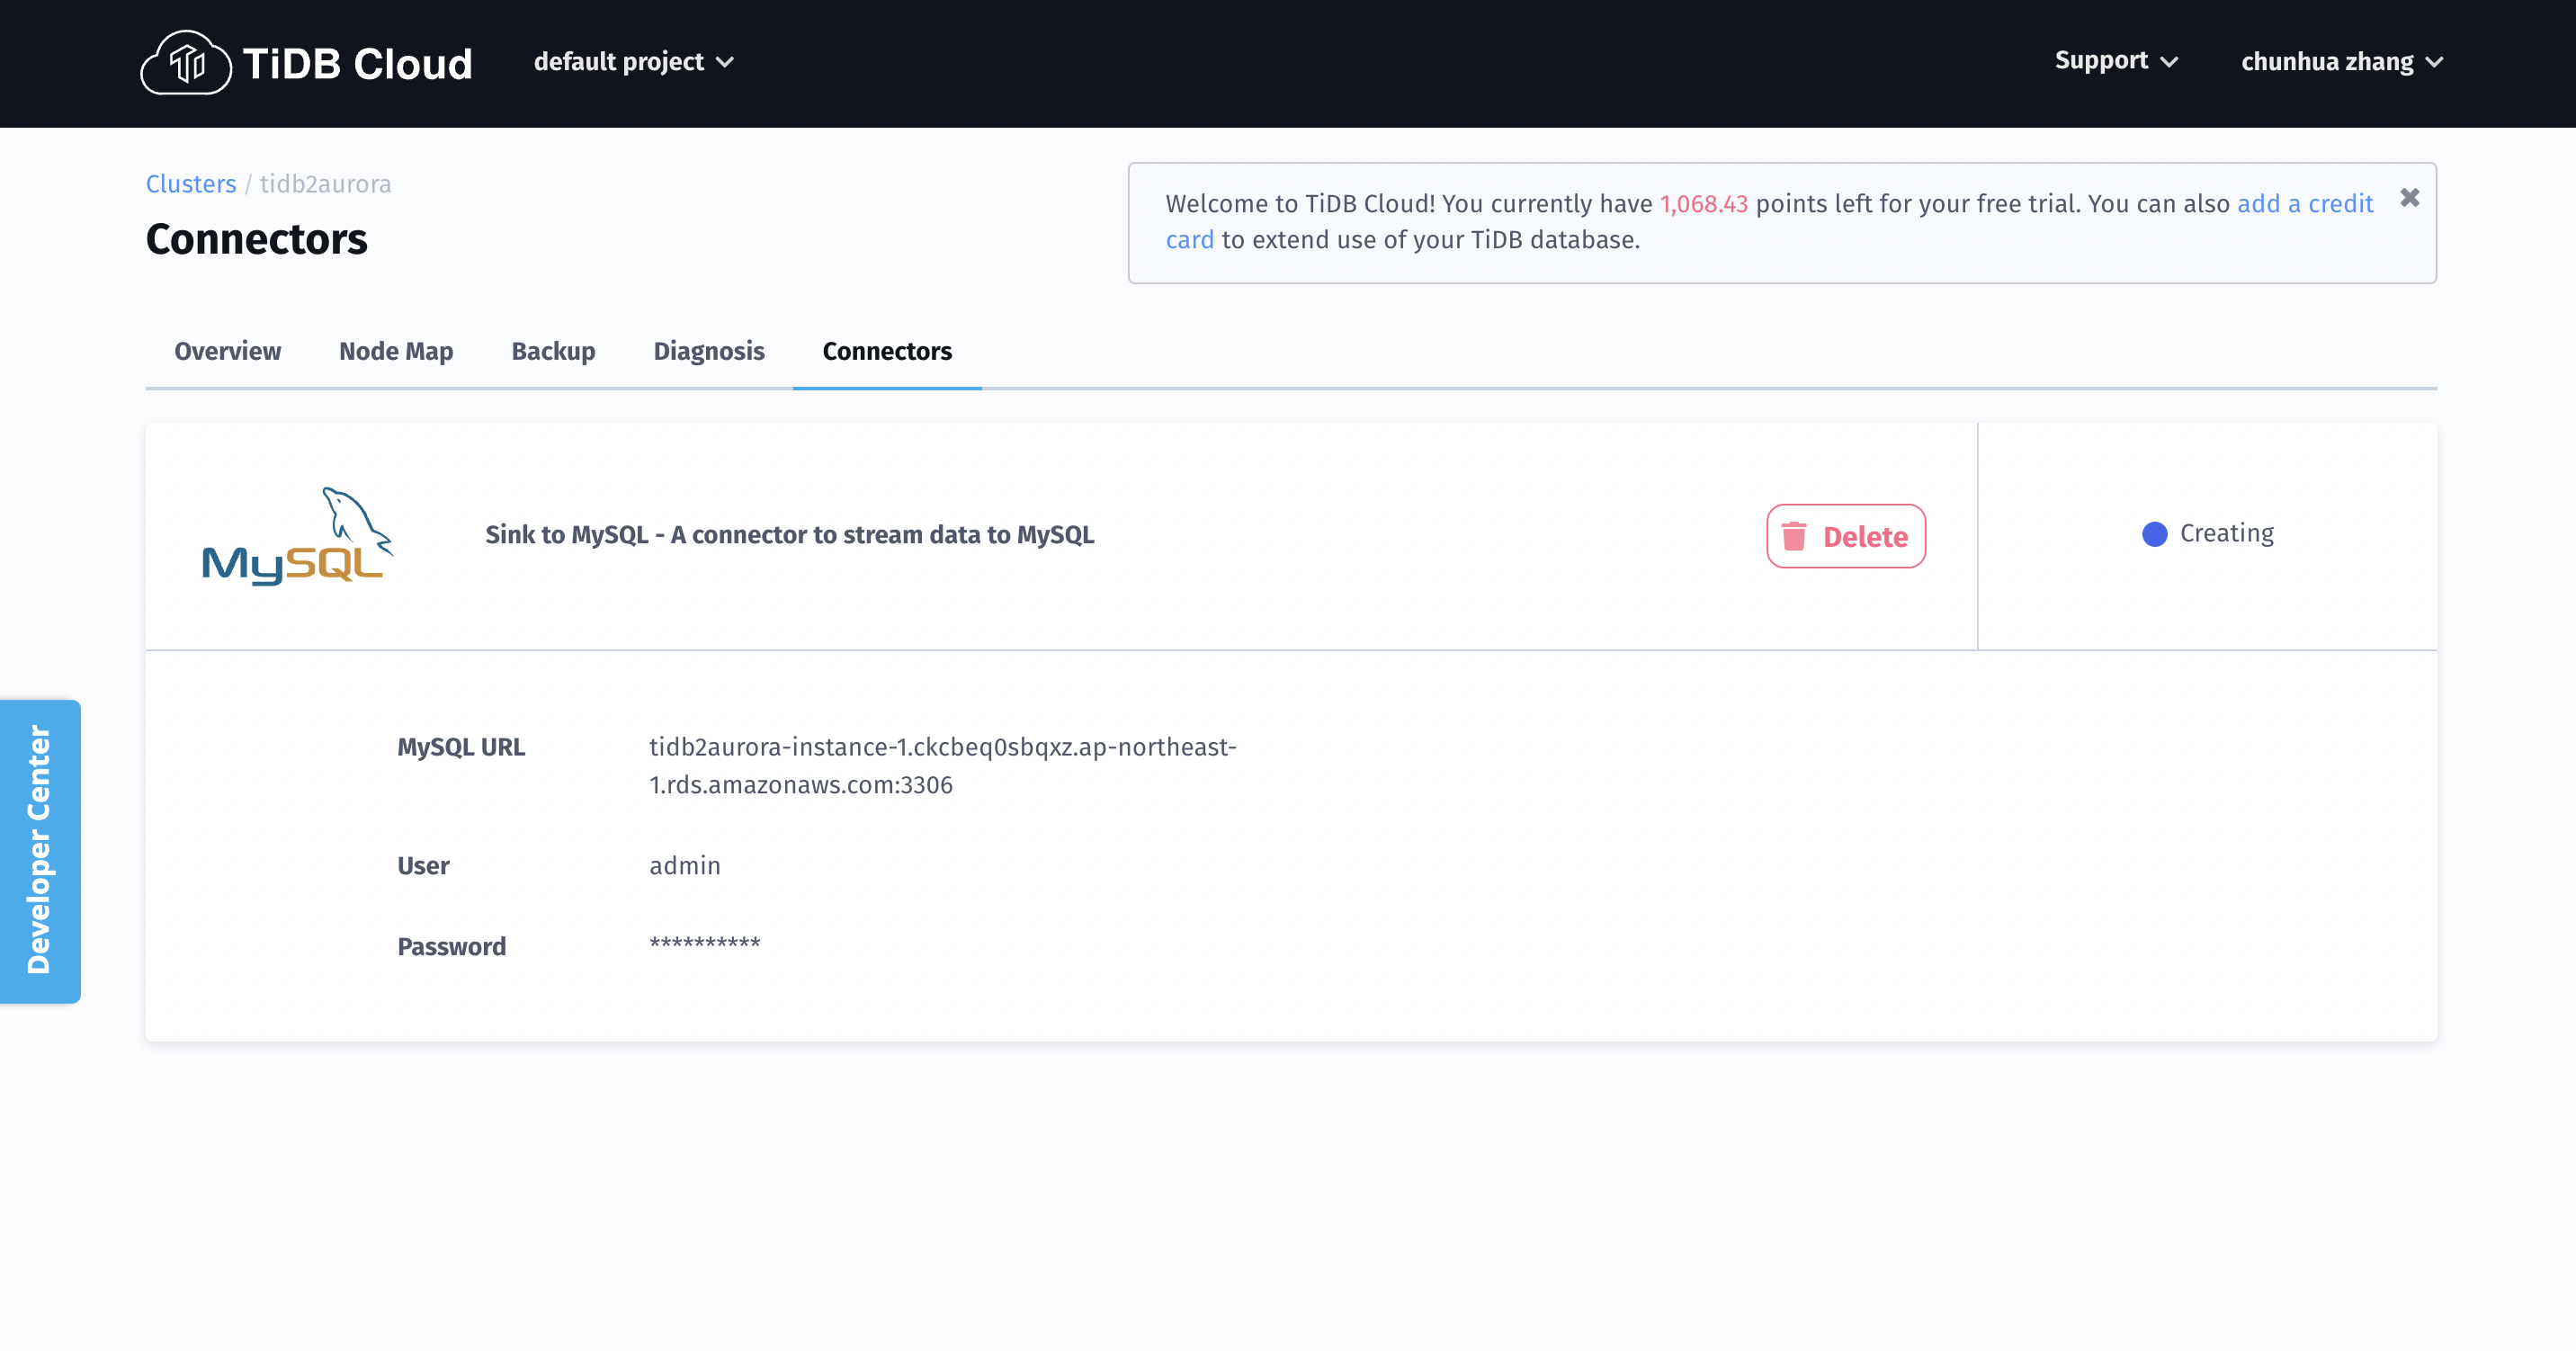 TiDB Cloud
default project
Support
chunhua zhang
Clusters / tidb2aurora
Connectors
Welcome to TiDB Cloud! You currently have 1,068.43 points left for your free trial. You can also add a credit
card to extend use of your TiDB database.
Overview
Node Map
Backup
Diagnosis
Connectors
MySQL
Sink to MySQL - A connector to stream data to MySQL
Delete
Creating
MySQL URL
tidb2aurora-instance-1.ckcbeq0sbqxz.ap-northeast-
1.rds.amazonaws.com:3306
User
admin
Password
**********
Developer Center